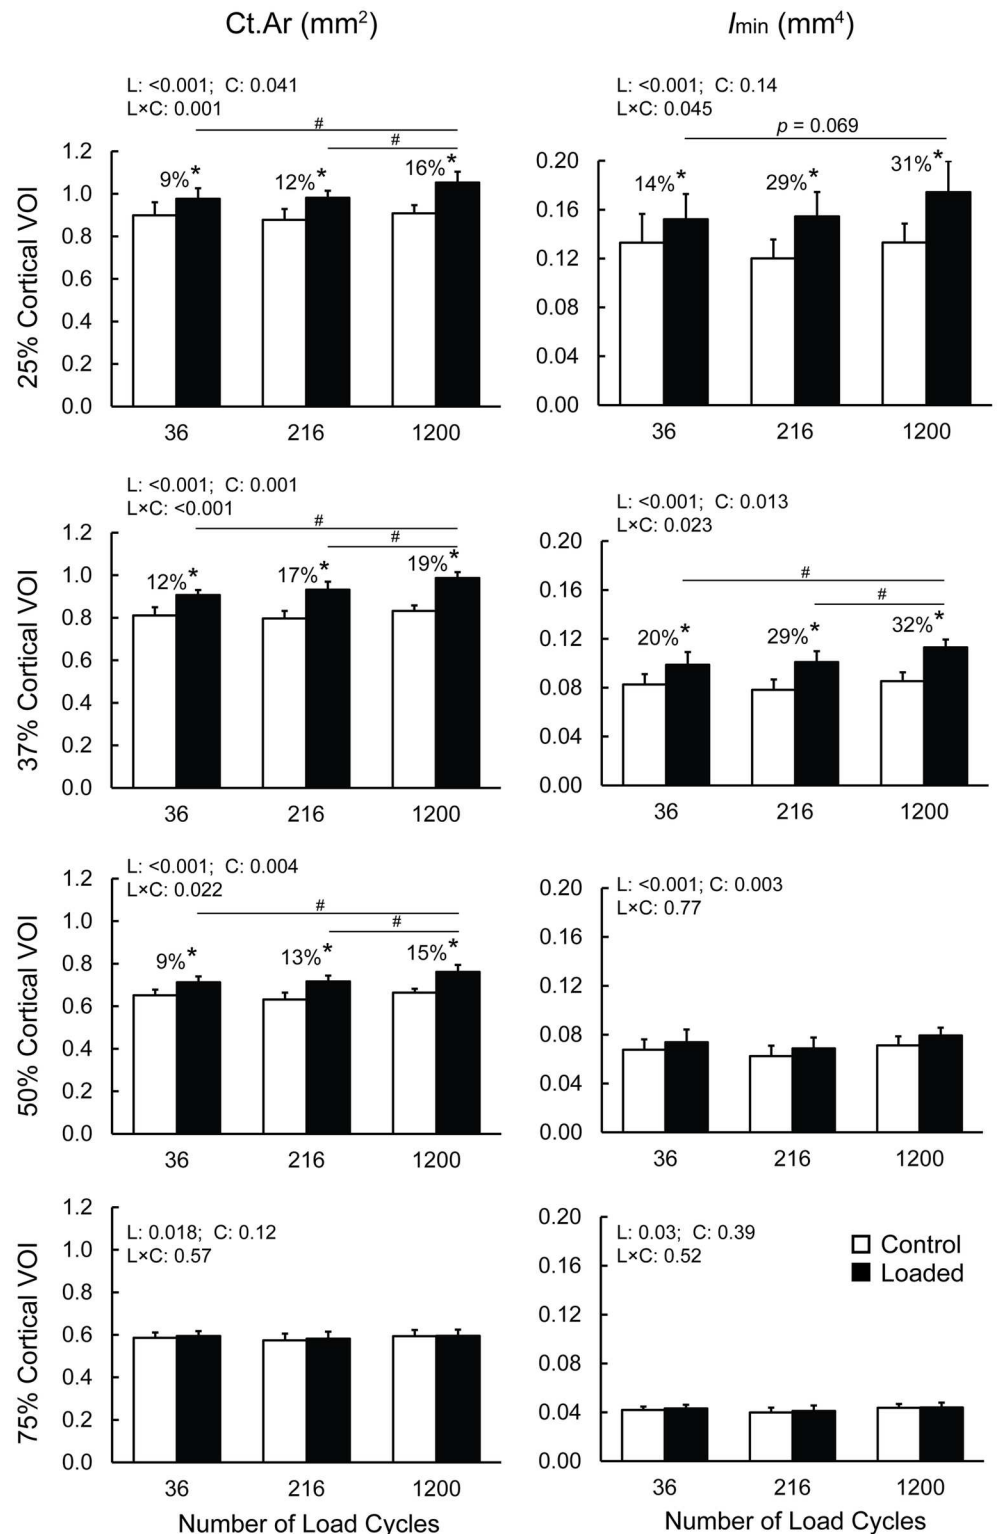 Ct.Ar (mm²)
Imin (mm⁴)
25% Cortical VOI
L: <0.001; C: 0.041
L×C: 0.001
#
#
9%*
12%*
16%*
1.2
1.0
0.8
0.6
0.4
0.2
0.0
36 216 1200
L: <0.001; C: 0.14
L×C: 0.045
p = 0.069
14%*
29%*
31%*
0.20
0.16
0.12
0.08
0.04
0.00
36 216 1200
37% Cortical VOI
L: <0.001; C: 0.001
L×C: <0.001
#
#
12%*
17%*
19%*
1.2
1.0
0.8
0.6
0.4
0.2
0.0
36 216 1200
L: <0.001; C: 0.013
L×C: 0.023
#
#
20%*
29%*
32%*
0.20
0.16
0.12
0.08
0.04
0.00
36 216 1200
50% Cortical VOI
L: <0.001; C: 0.004
L×C: 0.022
#
#
9%*
13%*
15%*
1.2
1.0
0.8
0.6
0.4
0.2
0.0
36 216 1200
L: <0.001; C: 0.003
L×C: 0.77
0.20
0.16
0.12
0.08
0.04
0.00
36 216 1200
75% Cortical VOI
L: 0.018; C: 0.12
L×C: 0.57
1.2
1.0
0.8
0.6
0.4
0.2
0.0
36 216 1200
Number of Load Cycles
L: 0.03; C: 0.39
L×C: 0.52
Control
Loaded
0.20
0.16
0.12
0.08
0.04
0.00
36 216 1200
Number of Load Cycles